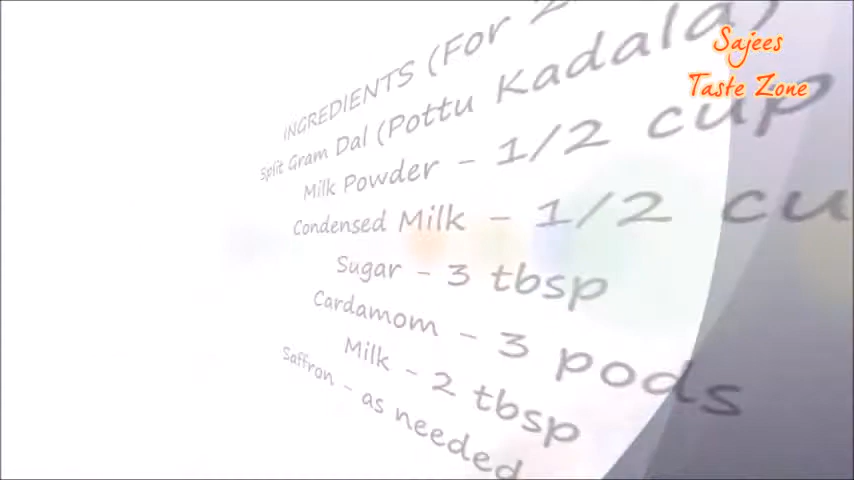 Sajees
Taste Zone
INGREDIENTS (For 2
Split Gram Dal (Pottu Kadala)
Milk Powder - 1/2 cup
Condensed Milk - 1/2 cu
Sugar - 3 tbsp
Cardamom - 3 pods
Milk - 2 tbsp
Saffron - as needed